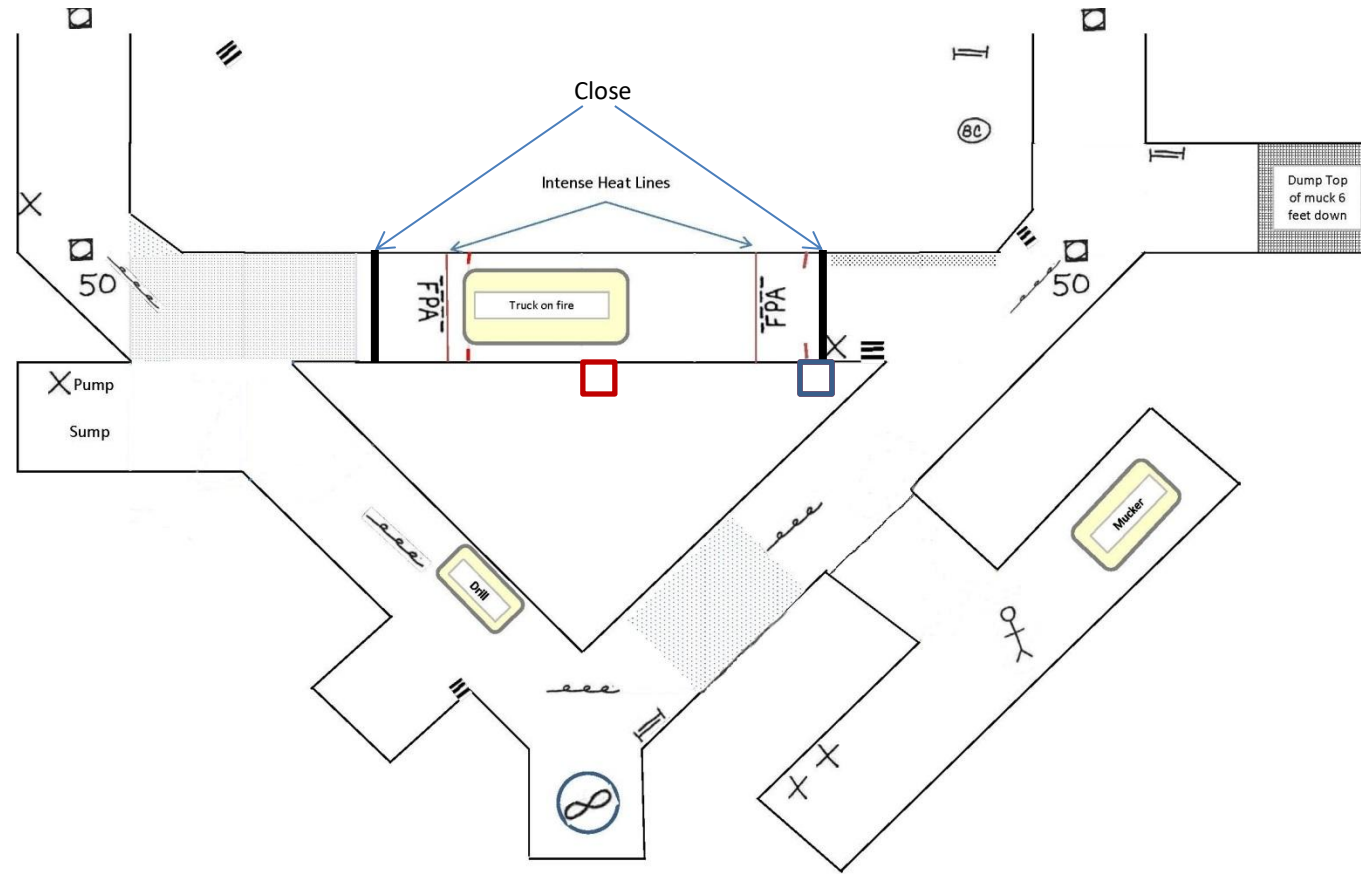 Close
BC
Intense Heat Lines
Dump Top
of muck 6
feet down
50
50
FPA
Truck on fire
FPA
Pump
Sump
Mucker
Drill